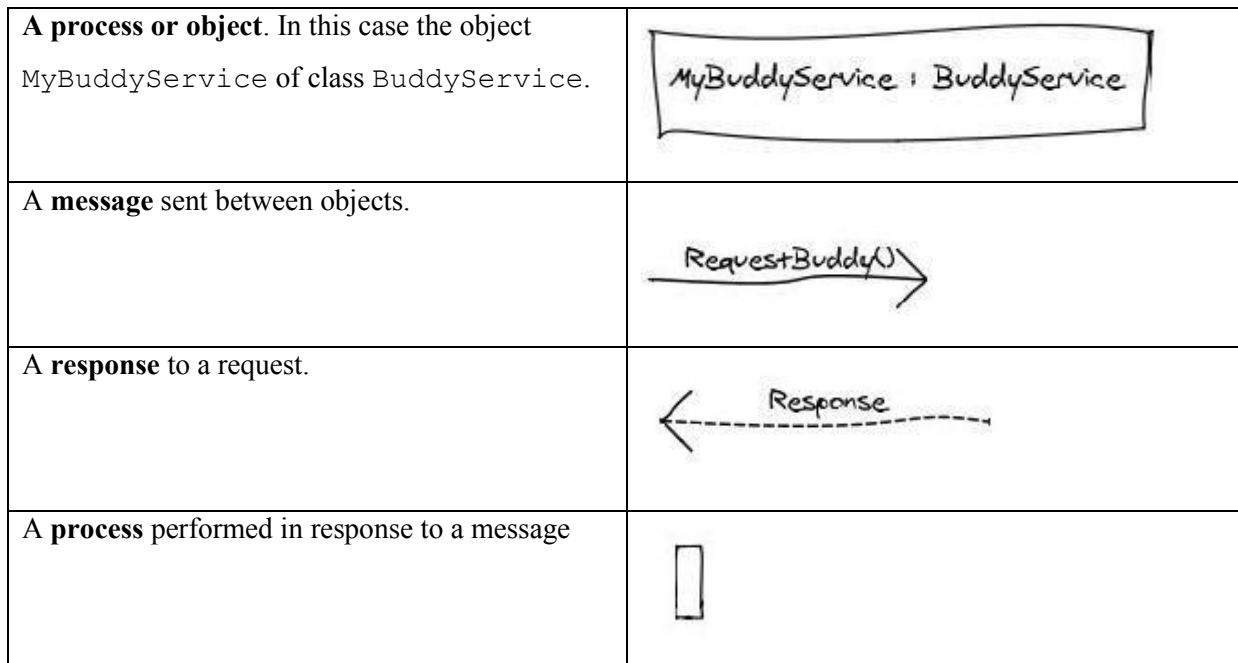 A process or object. In this case the object
MyBuddyService of class BuddyService.
MyBuddyService : BuddyService
A message sent between objects.
RequestBuddy()
A response to a request.
Response
A process performed in response to a message